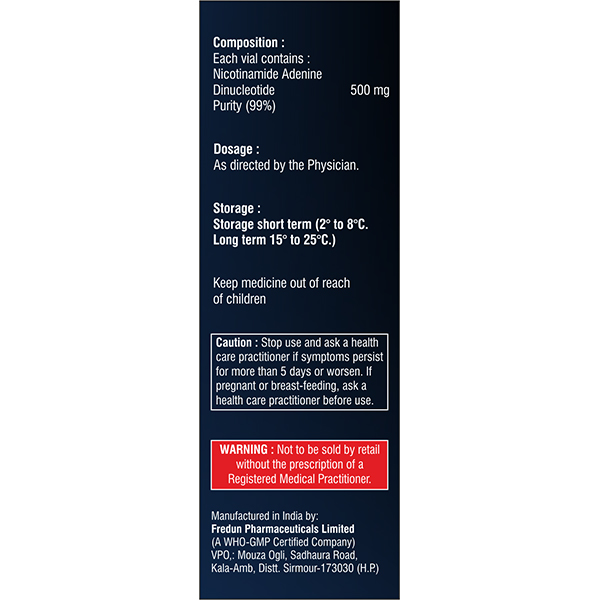 Composition :
Each vial contains :
Nicotinamide Adenine
Dinucleotide 500 mg
Purity (99%)
Dosage :
As directed by the Physician.
Storage :
Storage short term (2° to 8°C.
Long term 15° to 25°C.)
Keep medicine out of reach
of children
Caution : Stop use and ask a health
care practitioner if symptoms persist
for more than 5 days or worsen. If
pregnant or breast-feeding, ask a
health care practitioner before use.
WARNING : Not to be sold by retail
without the prescription of a
Registered Medical Practitioner.
Manufactured in India by:
Fredun Pharmaceuticals Limited
(A WHO-GMP Certified Company)
VPO,: Mouza Ogli, Sadhaura Road,
Kala-Amb, Distt. Sirmour-173030 (H.P.)